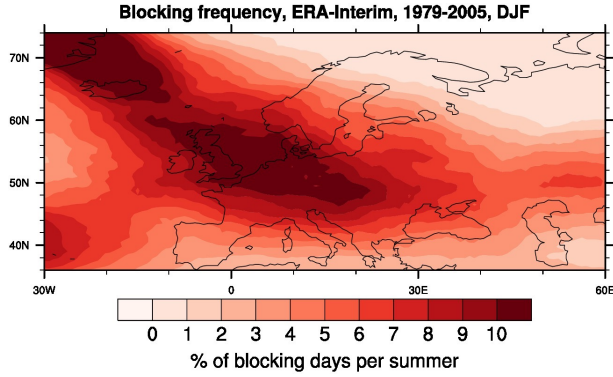 Blocking frequency, ERA-Interim, 1979-2005, DJF
70N
60N
50N
40N
30W 0 30E 60E
0 1 2 3 4 5 6 7 8 9 10
% of blocking days per summer